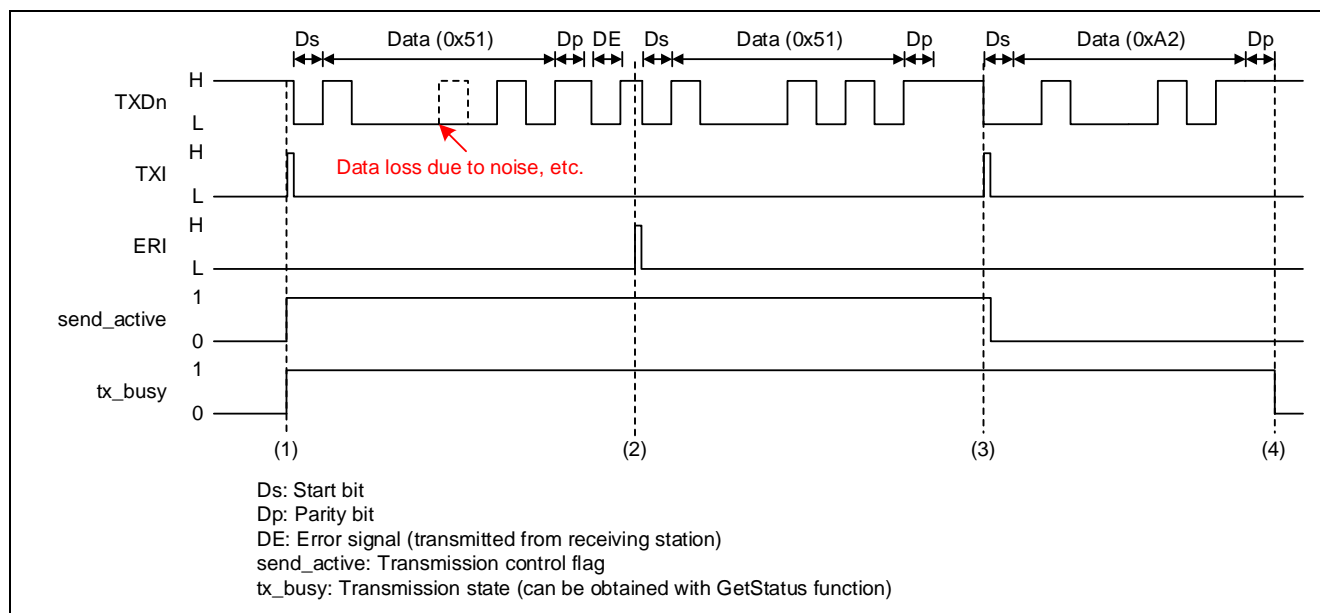 Ds Data (0x51) Dp DE Ds Data (0x51) Dp Ds Data (0xA2) Dp
H
TXDn
L
Data loss due to noise, etc.
H
TXI
L
H
ERI
L
1
send_active
0
1
tx_busy
0
(1) (2) (3) (4)
Ds: Start bit
Dp: Parity bit
DE: Error signal (transmitted from receiving station)
send_active: Transmission control flag
tx_busy: Transmission state (can be obtained with GetStatus function)